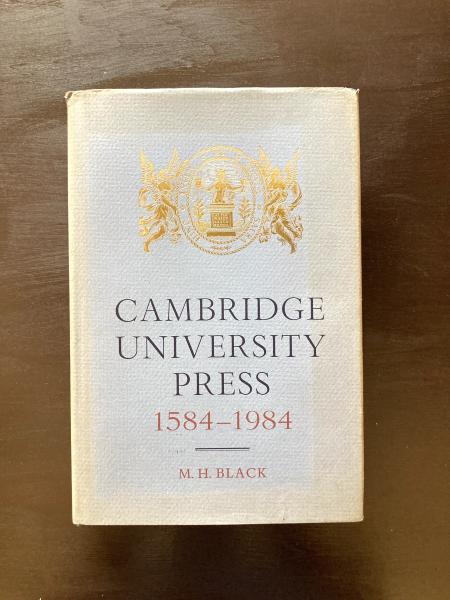 CAMBRIDGE
UNIVERSITY
PRESS
1584–1984
M. H. BLACK